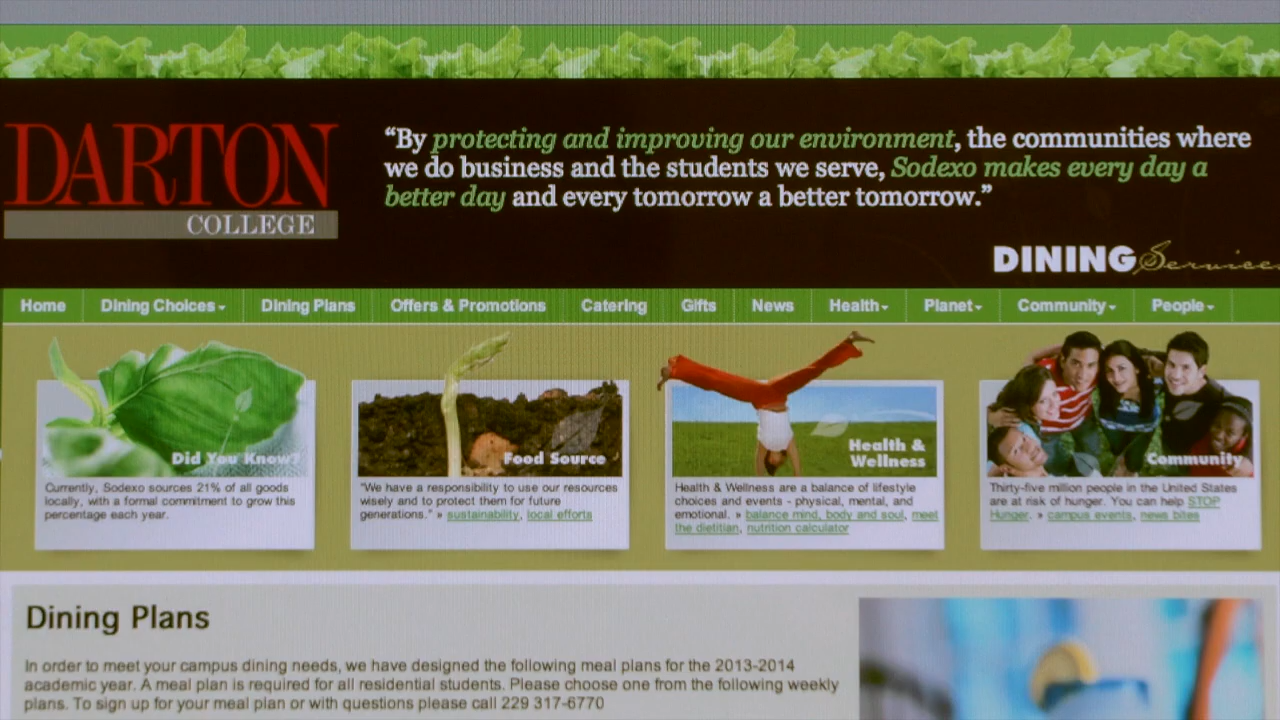 DARTON
COLLEGE
“By protecting and improving our environment, the communities where
we do business and the students we serve, Sodexo makes every day a
better day and every tomorrow a better tomorrow.”
DINING Services
Home Dining Choices Dining Plans Offers & Promotions Catering Gifts News Health Planet Community People
Did You Know?
Currently, Sodexo sources 21% of all goods
locally, with a formal commitment to grow this
percentage each year.
Food Source
"We have a responsibility to use our resources
wisely and to protect them for future
generations." » sustainability, local efforts
Health &
Wellness
Health & Wellness are a balance of lifestyle
choices and events - physical, mental, and
emotional. » balance mind, body and soul, meet
the dietitian, nutrition calculator
Community
Thirty-five million people in the United States
are at risk of hunger. You can help STOP
Hunger. » campus events, news bites
Dining Plans
In order to meet your campus dining needs, we have designed the following meal plans for the 2013-2014
academic year. A meal plan is required for all residential students. Please choose one from the following weekly
plans. To sign up for your meal plan or with questions please call 229 317-6770